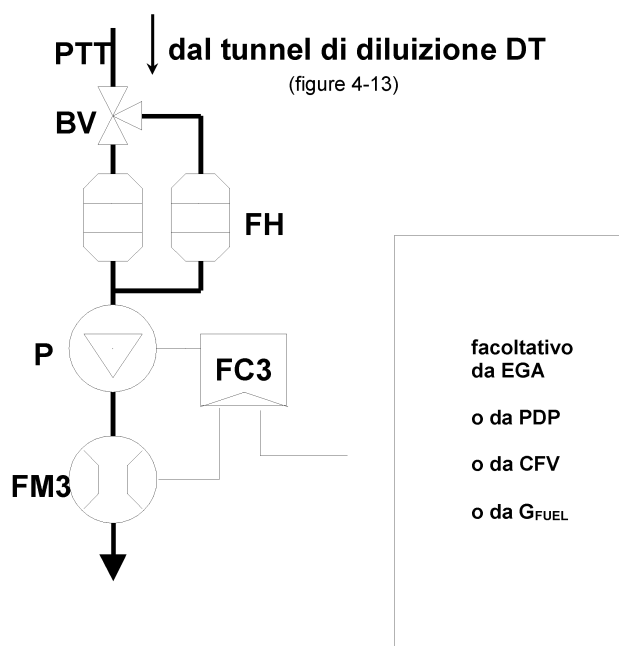 PTT
dal tunnel di diluizione DT
(figure 4-13)
BV
FH
P
FC3
FM3
facoltativo
da EGA
o da PDP
o da CFV
o da GFUEL